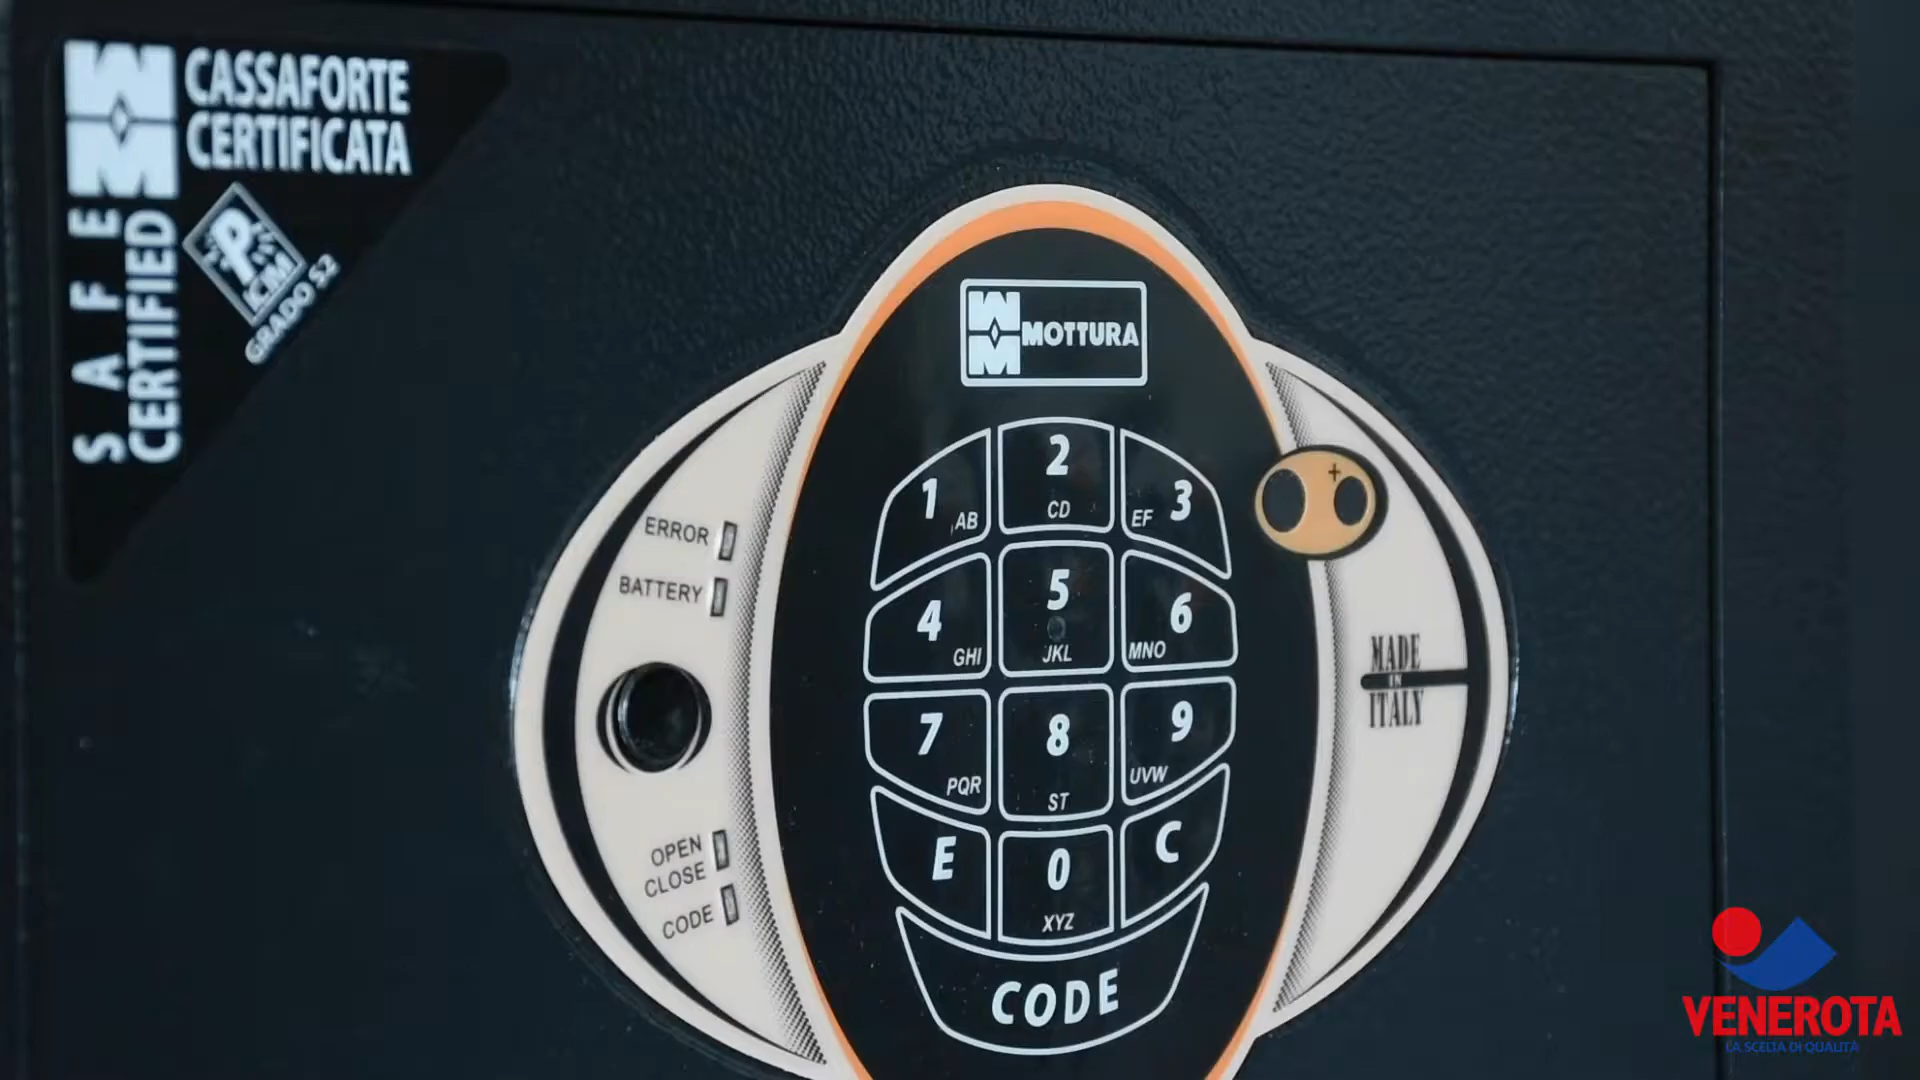 CASSAFORTE
CERTIFICATA
SAFE
CERTIFIED
P
ICIM
GRADO S2
MOTTURA
1 AB
2 CD
EF 3
4 GHI
5 JKL
MNO 6
7 PQR
8 ST
9 UVW
E
0 XYZ
C
CODE
ERROR
BATTERY
OPEN
CLOSE
CODE
+
MADE
IN
ITALY
VENEROTA
LA SCELTA DI QUALITÀ